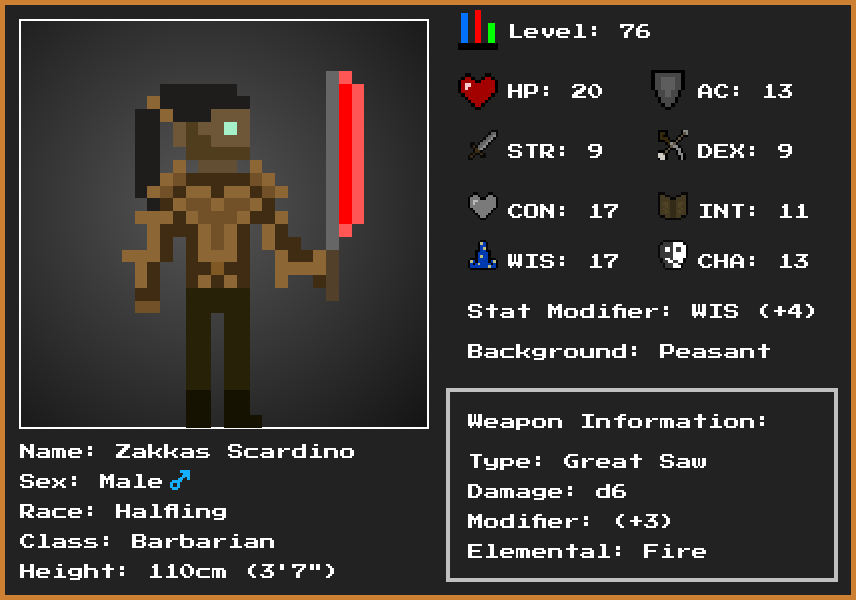 Level: 76
HP: 20
AC: 13
STR: 9
DEX: 9
CON: 17
INT: 11
WIS: 17
CHA: 13
Stat Modifier: WIS (+4)
Background: Peasant
Weapon Information:
Type: Great Saw
Damage: d6
Modifier: (+3)
Elemental: Fire
Name: Zakkas Scardino
Sex: Male♂
Race: Halfling
Class: Barbarian
Height: 110cm (3'7")